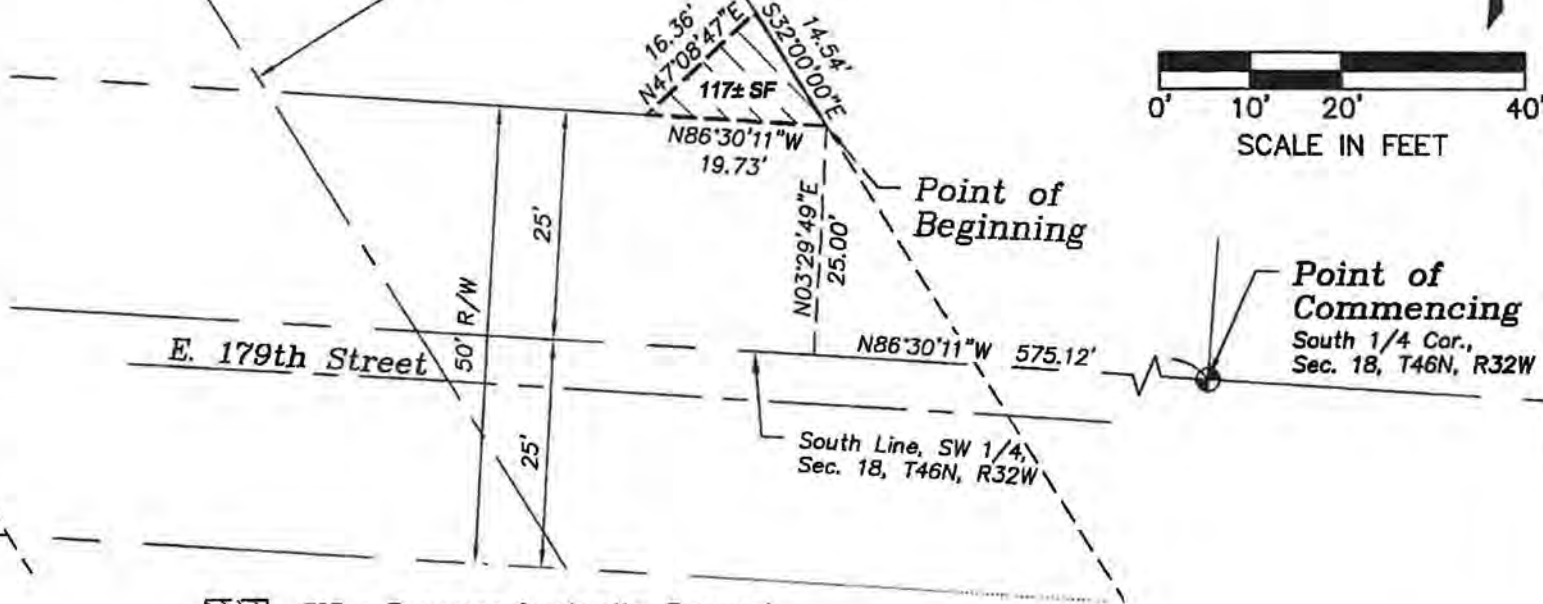 16.36'
N47°08'47"E
14.54'
S32°00'00"E
117± SF
N86°30'11"W
19.73'
0' 10' 20' 40'
SCALE IN FEET
25'
N03°29'49"E
25.00'
Point of
Beginning
50' R/W
Point of
Commencing
South 1/4 Cor.,
Sec. 18, T46N, R32W
N86°30'11"W 575.12'
E. 179th Street
25'
South Line, SW 1/4,
Sec. 18, T46N, R32W